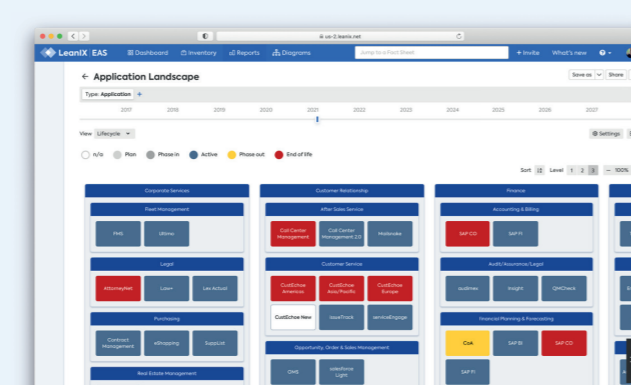 us-2.leanix.net
LeanIX EAS Dashboard Inventory Reports Diagrams Jump to a Fact Sheet + Invite What's new
← Application Landscape Save as Share
Type: Application +
2017 2018 2019 2020 2021 2022 2023 2024 2025 2026 2027
View Lifecycle Settings
n/a Plan Phase in Active Phase out End of life
Sort Level 1 2 3 — 100%
Corporate Services Customer Relationship Finance
Fleet Management After Sales Service Accounting & Billing
FMS Ultimo Call Center Management Call Center Management 2.0 SAP CO SAP FI
Legal Customer Service Audit/Assurance/Legal
AttorneyNet Law+ Lex Actual CustEchoe Americas CustEchoe Asia/Pacific CustEchoe Europe audimex Insight QMCheck
Purchasing CustEchoe New issueTrack serviceEngage Financial Planning & Forecasting
Contract Management eShopping SuppList Opportunity, Order & Sales Management CoA SAP BI SAP CO
Real Estate Management OMS salesforce Light SAP FI